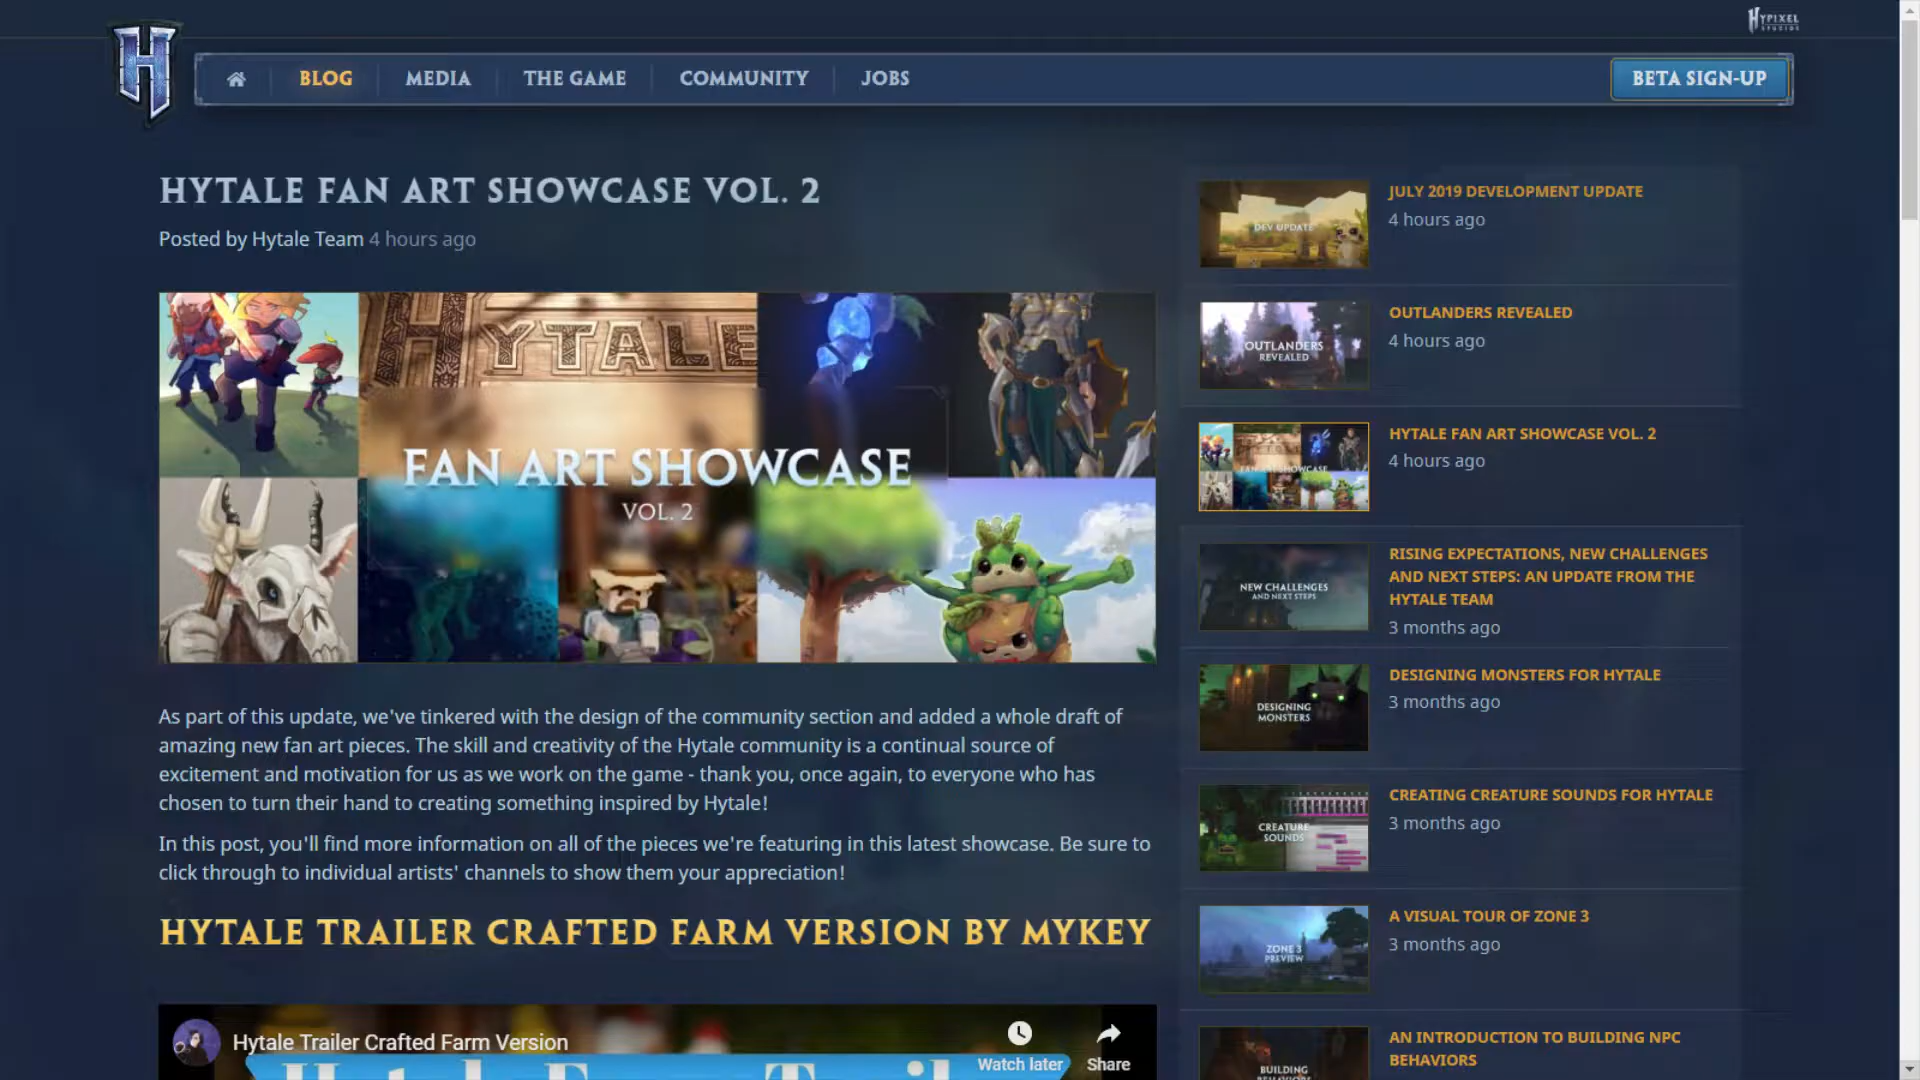 HYPIXEL
STUDIOS
H
BLOG
MEDIA
THE GAME
COMMUNITY
JOBS
BETA SIGN-UP
HYTALE FAN ART SHOWCASE VOL. 2
Posted by Hytale Team 4 hours ago
HYTALE
FAN ART SHOWCASE
VOL. 2
As part of this update, we've tinkered with the design of the community section and added a whole draft of
amazing new fan art pieces. The skill and creativity of the Hytale community is a continual source of
excitement and motivation for us as we work on the game - thank you, once again, to everyone who has
chosen to turn their hand to creating something inspired by Hytale!
In this post, you'll find more information on all of the pieces we're featuring in this latest showcase. Be sure to
click through to individual artists' channels to show them your appreciation!
HYTALE TRAILER CRAFTED FARM VERSION BY MYKEY
Hytale Trailer Crafted Farm Version
Watch later
Share
DEV UPDATE
JULY 2019 DEVELOPMENT UPDATE
4 hours ago
OUTLANDERS
REVEALED
OUTLANDERS REVEALED
4 hours ago
FAN ART SHOWCASE
HYTALE FAN ART SHOWCASE VOL. 2
4 hours ago
NEW CHALLENGES
AND NEXT STEPS
RISING EXPECTATIONS, NEW CHALLENGES
AND NEXT STEPS: AN UPDATE FROM THE
HYTALE TEAM
3 months ago
DESIGNING
MONSTERS
DESIGNING MONSTERS FOR HYTALE
3 months ago
CREATURE
SOUNDS
CREATING CREATURE SOUNDS FOR HYTALE
3 months ago
ZONE 3
PREVIEW
A VISUAL TOUR OF ZONE 3
3 months ago
BUILDING
BEHAVIORS
AN INTRODUCTION TO BUILDING NPC
BEHAVIORS